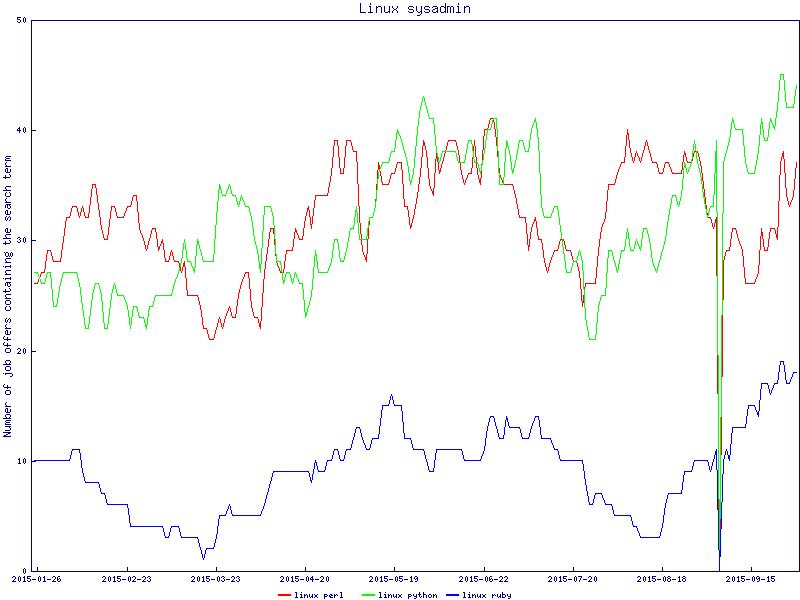 Linux sysadmin
50
40
30
20
10
0
Number of job offers containing the search term
2015-01-26 2015-02-23 2015-03-23 2015-04-20 2015-05-19 2015-06-22 2015-07-20 2015-08-18 2015-09-15
linux perl linux python linux ruby